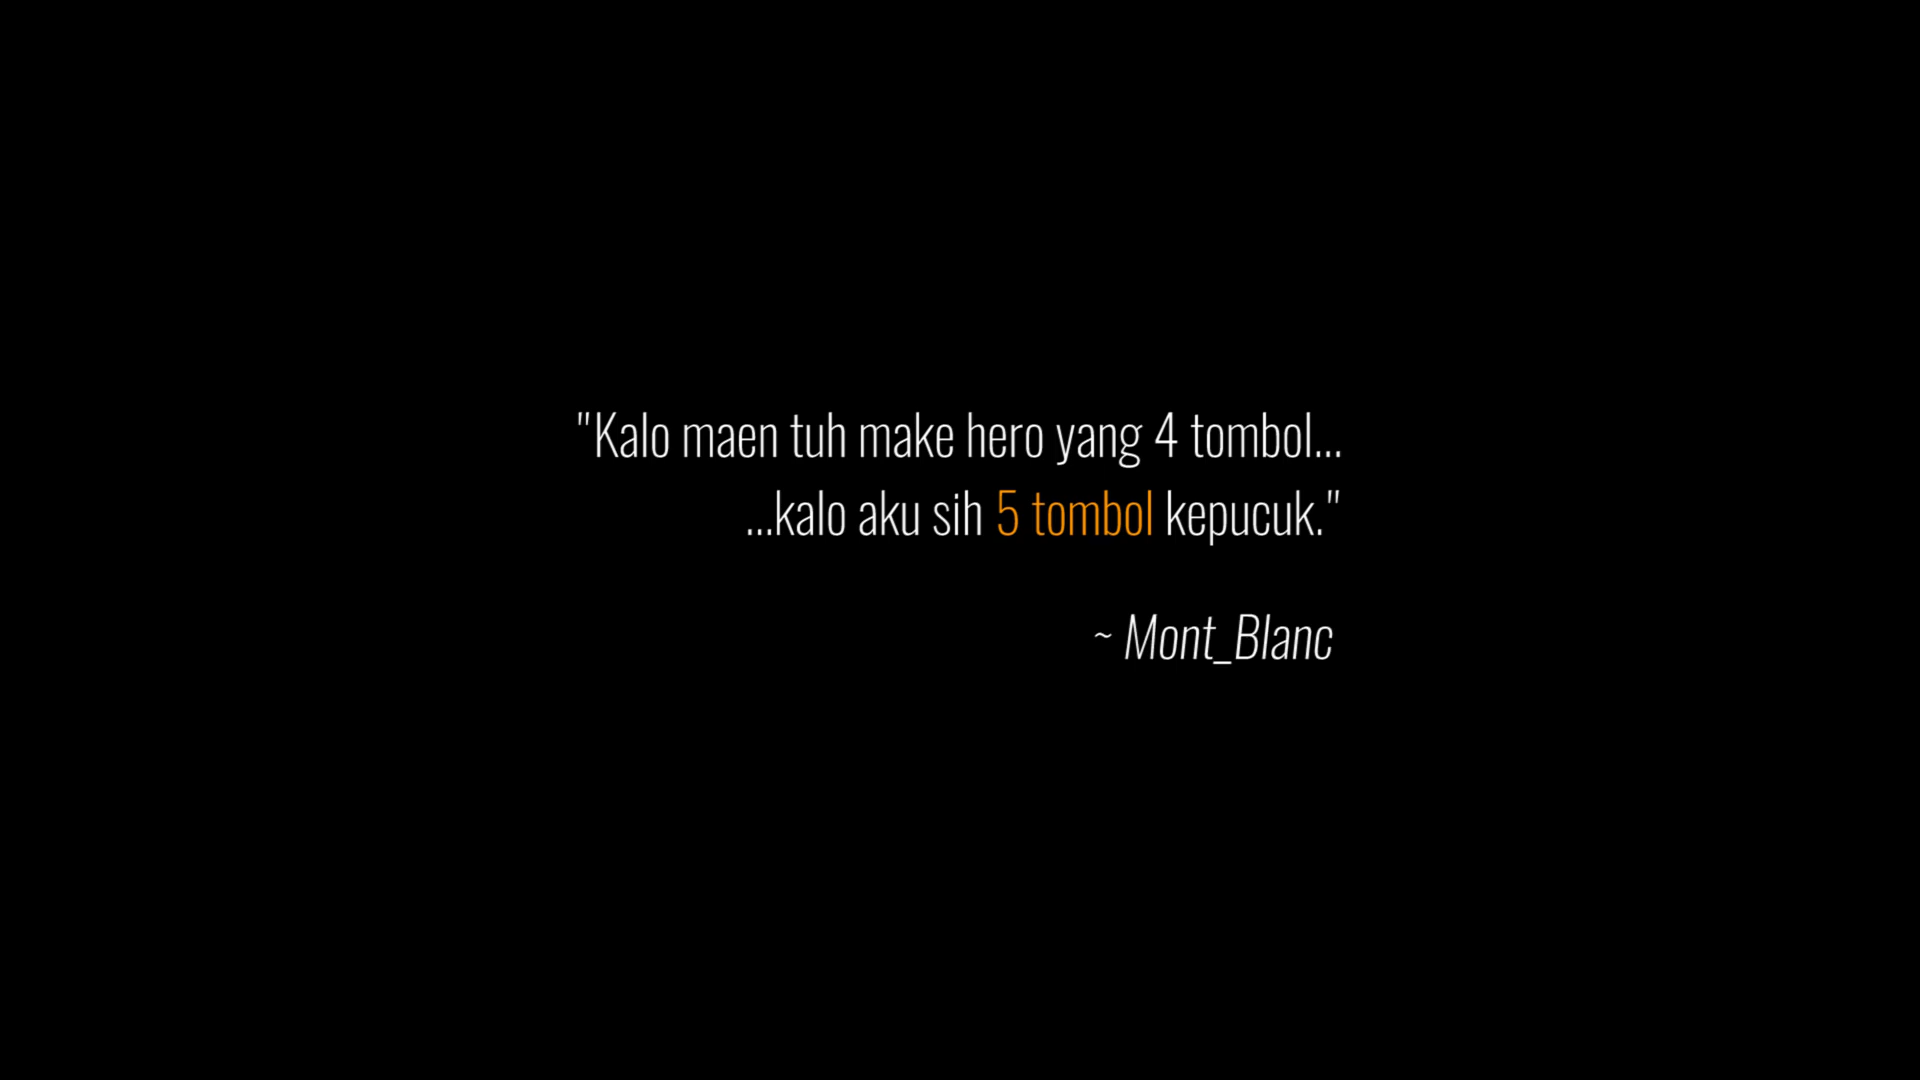 "Kalo maen tuh make hero yang 4 tombol...
...kalo aku sih 5 tombol kepucuk."
~ Mont_Blanc